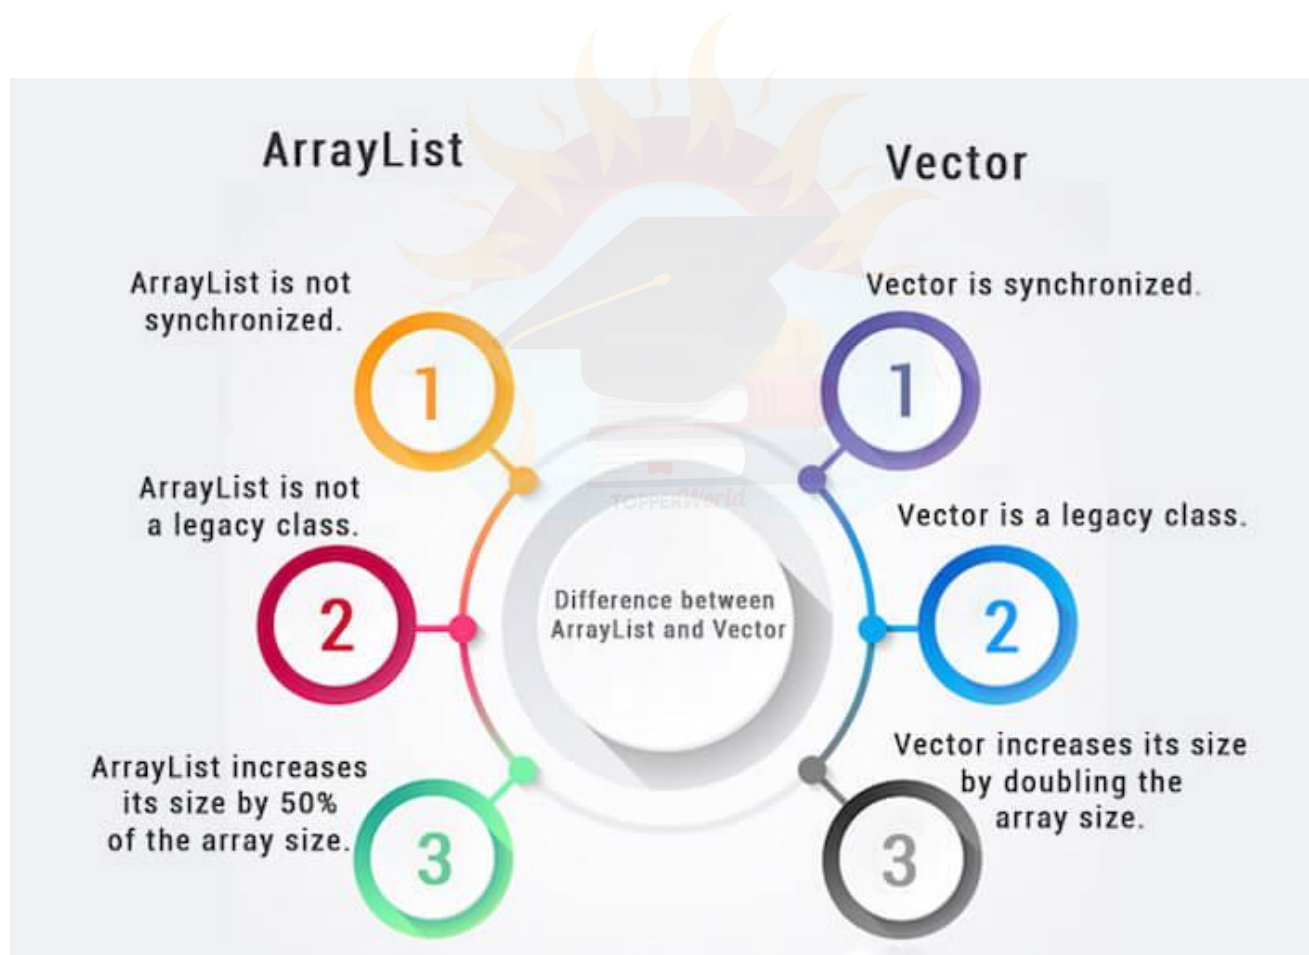 ArrayList
ArrayList is not
synchronized.
1
ArrayList is not
a legacy class.
2
ArrayList increases
its size by 50%
of the array size.
3
TOPPERWorld
Difference between
ArrayList and Vector
Vector
Vector is synchronized.
1
Vector is a legacy class.
2
Vector increases its size
by doubling the
array size.
3